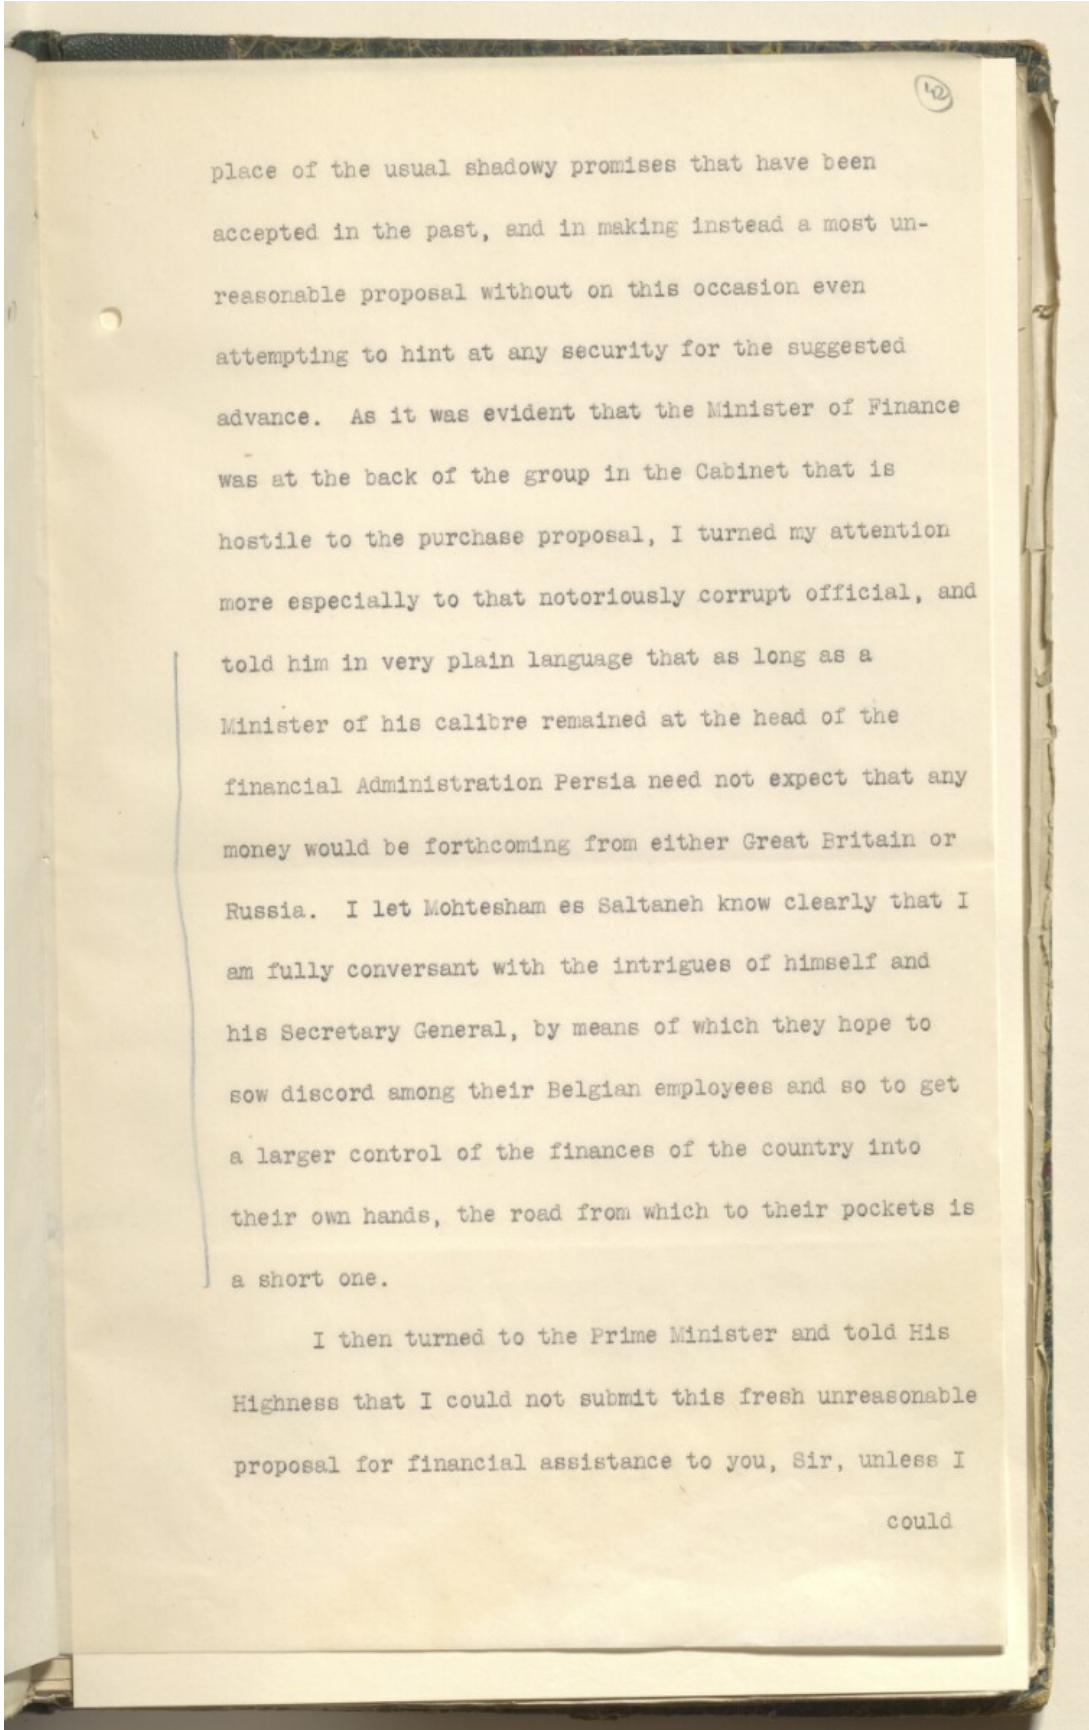 42
place of the usual shadowy promises that have been
accepted in the past, and in making instead a most un-
reasonable proposal without on this occasion even
attempting to hint at any security for the suggested
advance. As it was evident that the Minister of Finance
was at the back of the group in the Cabinet that is
hostile to the purchase proposal, I turned my attention
more especially to that notoriously corrupt official, and
told him in very plain language that as long as a
Minister of his calibre remained at the head of the
financial Administration Persia need not expect that any
money would be forthcoming from either Great Britain or
Russia. I let Mohtesham es Saltaneh know clearly that I
am fully conversant with the intrigues of himself and
his Secretary General, by means of which they hope to
sow discord among their Belgian employees and so to get
a larger control of the finances of the country into
their own hands, the road from which to their pockets is
a short one.
I then turned to the Prime Minister and told His
Highness that I could not submit this fresh unreasonable
proposal for financial assistance to you, Sir, unless I
could